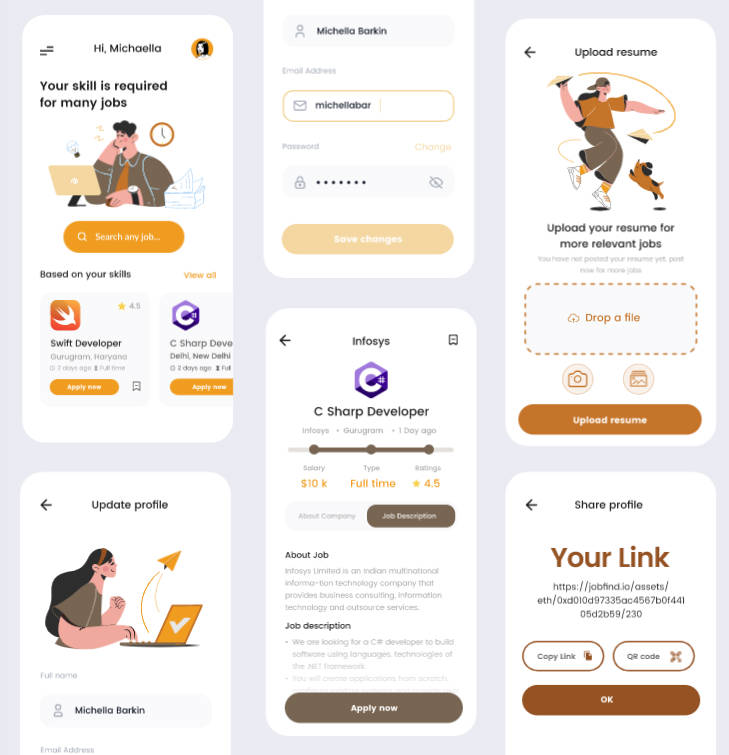 Hi, Michaella
Your skill is required
for many jobs
Search any job...
Based on your skills
View all
4.5
Swift Developer
Gurugram, Haryana
2 days ago
Full time
Apply now
C#
C Sharp Deve
Delhi, New Delhi
2 days ago
Full
Apply now
Update profile
Full name
Michella Barkin
Email Address
Michella Barkin
Email Address
michellabar
Password
Change
•••••••
Save changes
Infosys
C#
C Sharp Developer
Infosys • Gurugram • 1 Day ago
Salary Type Ratings
$10 k Full time 4.5
About Company
Job Description
About Job
Infosys Limited is an Indian multinational
informa-tion technology company that
provides business consulting, information
technology and outsource services.
Job description
• We are looking for a C# developer to build
software using languages, technologies of
the .NET framework.
• You will create applications from scratch,
Apply now
Upload resume
Upload your resume for
more relevant jobs
You have not posted your resume yet, post
now for more jobs
Drop a file
Upload resume
Share profile
Your Link
https://jobfind.io/assets/
eth/0xd010d97335ac4567b0f441
05d2b59/230
Copy Link
QR code
OK